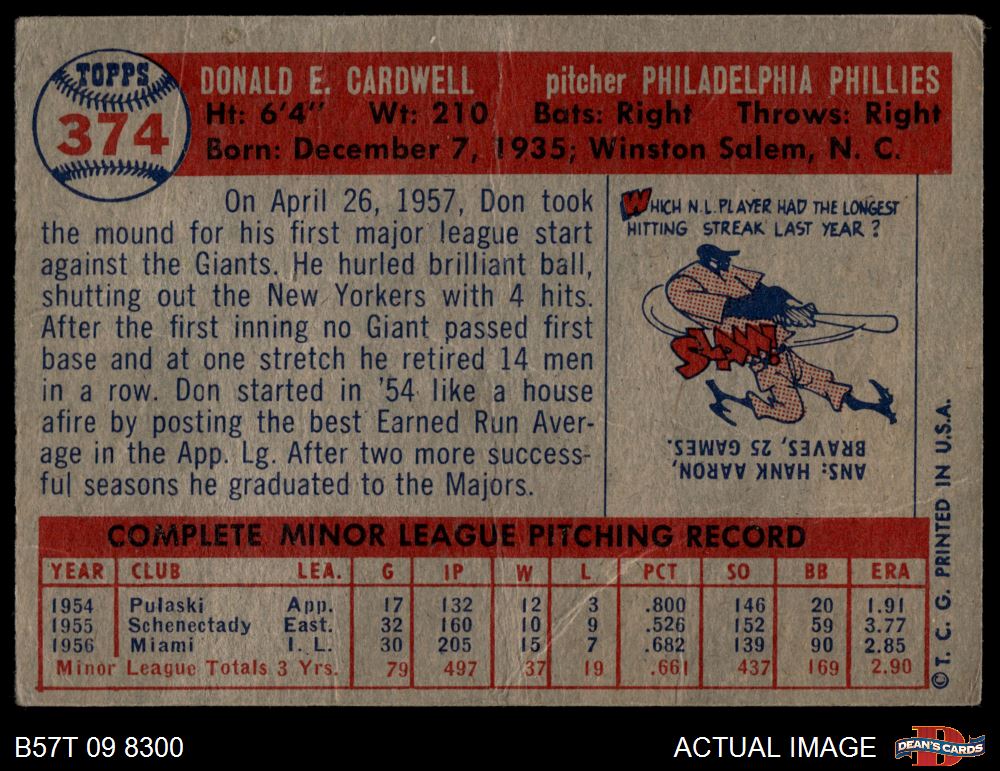 TOPPS
374
DONALD E. CARDWELL pitcher PHILADELPHIA PHILLIES
Ht: 6'4" Wt: 210 Bats: Right Throws: Right
Born: December 7, 1935; Winston Salem, N. C.
On April 26, 1957, Don took
the mound for his first major league start
against the Giants. He hurled brilliant ball,
shutting out the New Yorkers with 4 hits.
After the first inning no Giant passed first
base and at one stretch he retired 14 men
in a row. Don started in '54 like a house
afire by posting the best Earned Run Aver-
age in the App. Lg. After two more success-
ful seasons he graduated to the Majors.
WHICH N.L. PLAYER HAD THE LONGEST
HITTING STREAK LAST YEAR?
SLAM!
ANS: HANK AARON,
BRAVES, 25 GAMES.
COMPLETE MINOR LEAGUE PITCHING RECORD
YEAR CLUB LEA. G IP W L PCT SO BB ERA
1954 Pulaski App. 17 132 12 3 .800 146 20 1.91
1955 Schenectady East. 32 160 10 9 .526 152 59 3.77
1956 Miami I. L. 30 205 15 7 .682 139 90 2.85
Minor League Totals 3 Yrs. 79 497 37 19 .661 437 169 2.90
© T. C. G. PRINTED IN U.S.A.
B57T 09 8300
ACTUAL IMAGE
DEAN'S CARDS